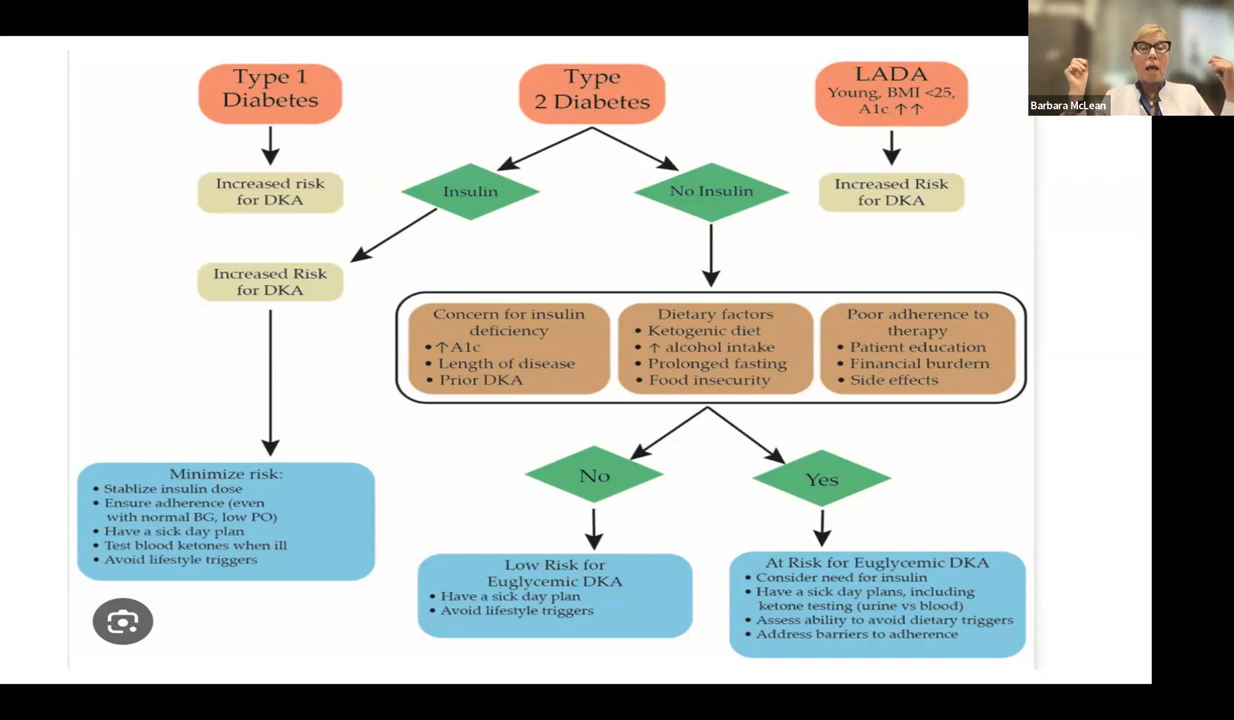 Type 1
Diabetes
Type
2 Diabetes
LADA
Young, BMI <25,
A1c ↑↑
Barbara McLean
Increased risk
for DKA
Insulin
No Insulin
Increased Risk
for DKA
Increased Risk
for DKA
Concern for insulin
deficiency
•↑A1c
• Length of disease
• Prior DKA
Dietary factors
• Ketogenic diet
• ↑ alcohol intake
• Prolonged fasting
• Food insecurity
Poor adherence to
therapy
• Patient education
• Financial burdern
• Side effects
No
Yes
Minimize risk:
• Stablize insulin dose
• Ensure adherence (even
with normal BG, low PO)
• Have a sick day plan
• Test blood ketones when ill
• Avoid lifestyle triggers
Low Risk for
Euglycemic DKA
• Have a sick day plan
• Avoid lifestyle triggers
At Risk for Euglycemic DKA
• Consider need for insulin
• Have a sick day plans, including
ketone testing (urine vs blood)
• Assess ability to avoid dietary triggers
• Address barriers to adherence